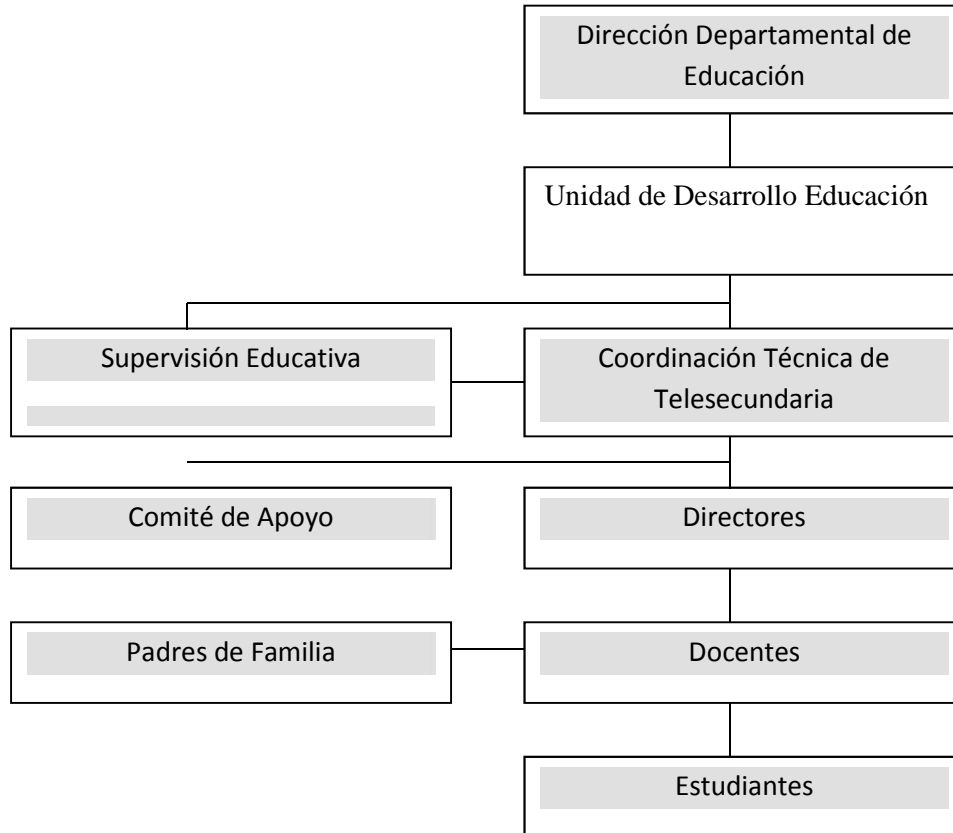 Dirección Departamental de
Educación
Unidad de Desarrollo Educación
Supervisión Educativa
Coordinación Técnica de
Telesecundaria
Comité de Apoyo
Directores
Padres de Familia
Docentes
Estudiantes